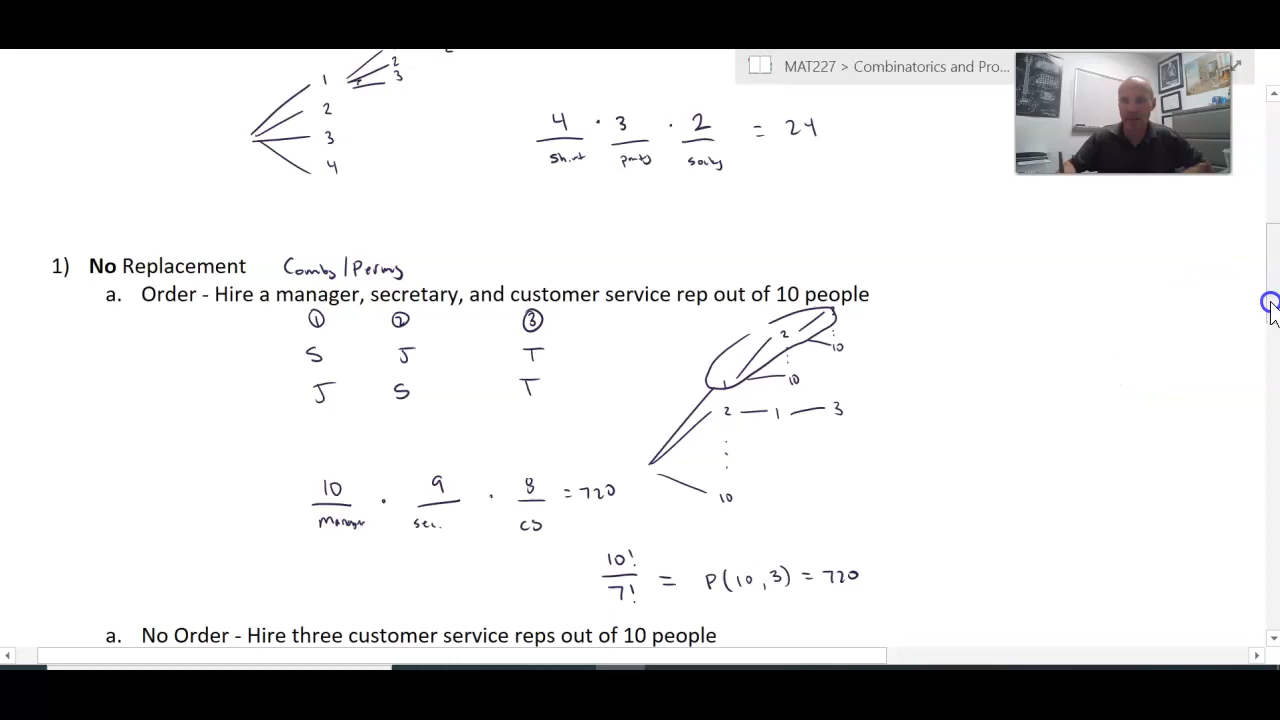 MAT227 > Combinatorics and Pro...
1 2 3
2
3
4
4 · 3 · 2 = 24
shirt pants socks
1) No Replacement Combs/Perms
a. Order - Hire a manager, secretary, and customer service rep out of 10 people
① ② ③
S J T
J S T
1 2 3
10 10
2 — 1 — 3
10
10 · 9 · 8 = 720
manager sec. CS
10!/7! = P(10,3) = 720
a. No Order - Hire three customer service reps out of 10 people